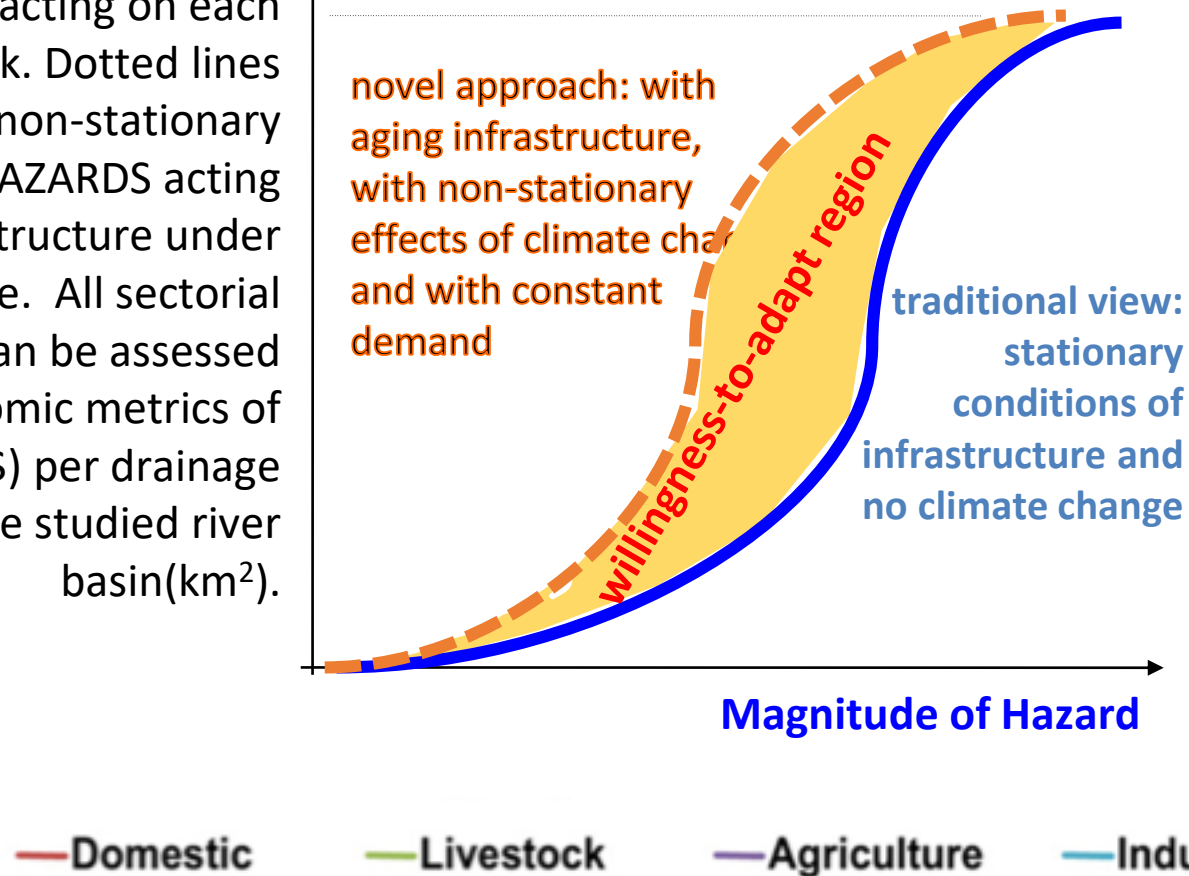 acting on each
k. Dotted lines
non-stationary
AZARDS acting
structure under
e. All sectorial
an be assessed
omic metrics of
S) per drainage
e studied river
basin(km²).
novel approach: with
aging infrastructure,
with non-stationary
effects of climate chan
and with constant
demand
willingness-to-adapt region
traditional view:
stationary
conditions of
infrastructure and
no climate change
Magnitude of Hazard
Domestic
Livestock
Agriculture
Indu